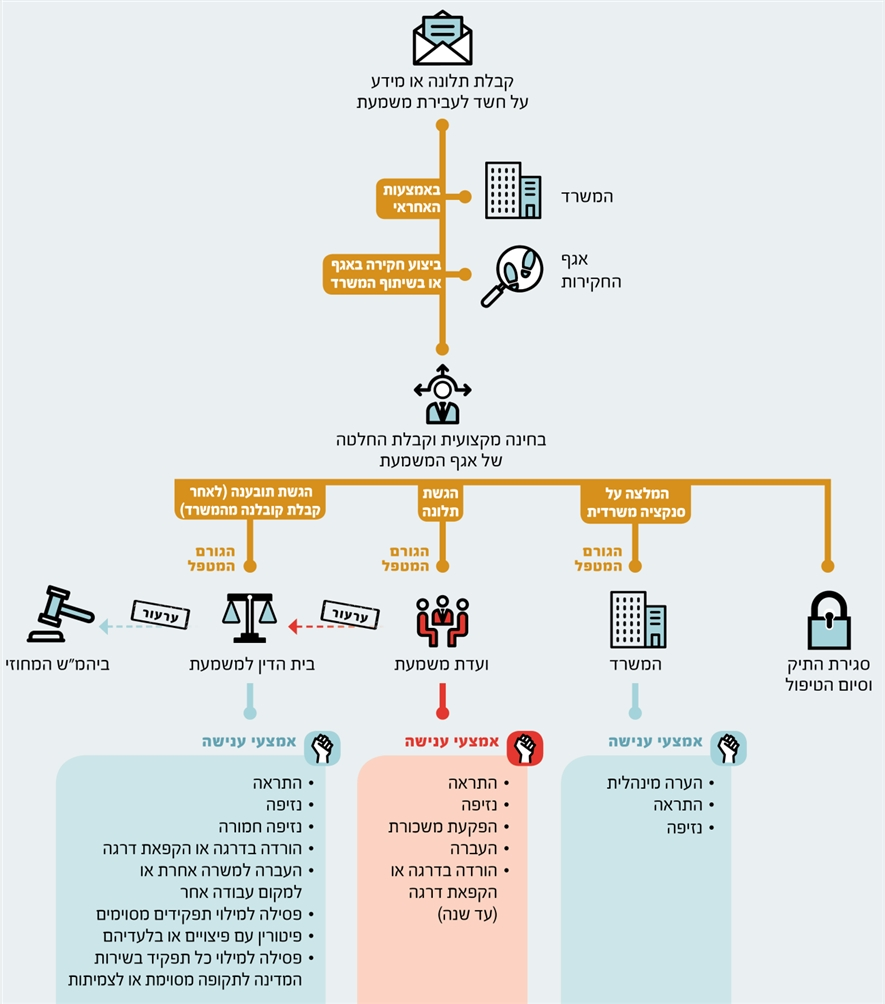 קבלת תלונה או מידע
על חשד לעבירת משמעת
המשרד
באמצעות
האחראי
אגף
החקירות
ביצוע חקירה באגף
או בשיתוף המשרד
בחינה מקצועית וקבלת החלטה
של אגף המשמעת
המלצה על
סנקציה משרדית
הגשת
תלונה
הגשת תובענה (לאחר
קבלת קובלנה מהמשרד)
הגורם
המטפל
הגורם
המטפל
הגורם
המטפל
סגירת התיק
וסיום הטיפול
המשרד
ועדת משמעת
ערעור
בית הדין למשמעת
ערעור
ביהמ"ש המחוזי
אמצעי ענישה
• הערה מינהלית
• התראה
• נזיפה
אמצעי ענישה
• התראה
• נזיפה
• הפקעת משכורת
• העברה
• הורדה בדרגה או
הקפאת דרגה
(עד שנה)
אמצעי ענישה
• התראה
• נזיפה
• נזיפה חמורה
• הורדה בדרגה או הקפאת דרגה
• העברה למשרה אחרת או
למקום עבודה אחר
• פסילה למילוי תפקידים מסוימים
• פיטורין עם פיצויים או בלעדיהם
• פסילה למילוי כל תפקיד בשירות
המדינה לתקופה מסוימת או לצמיתות